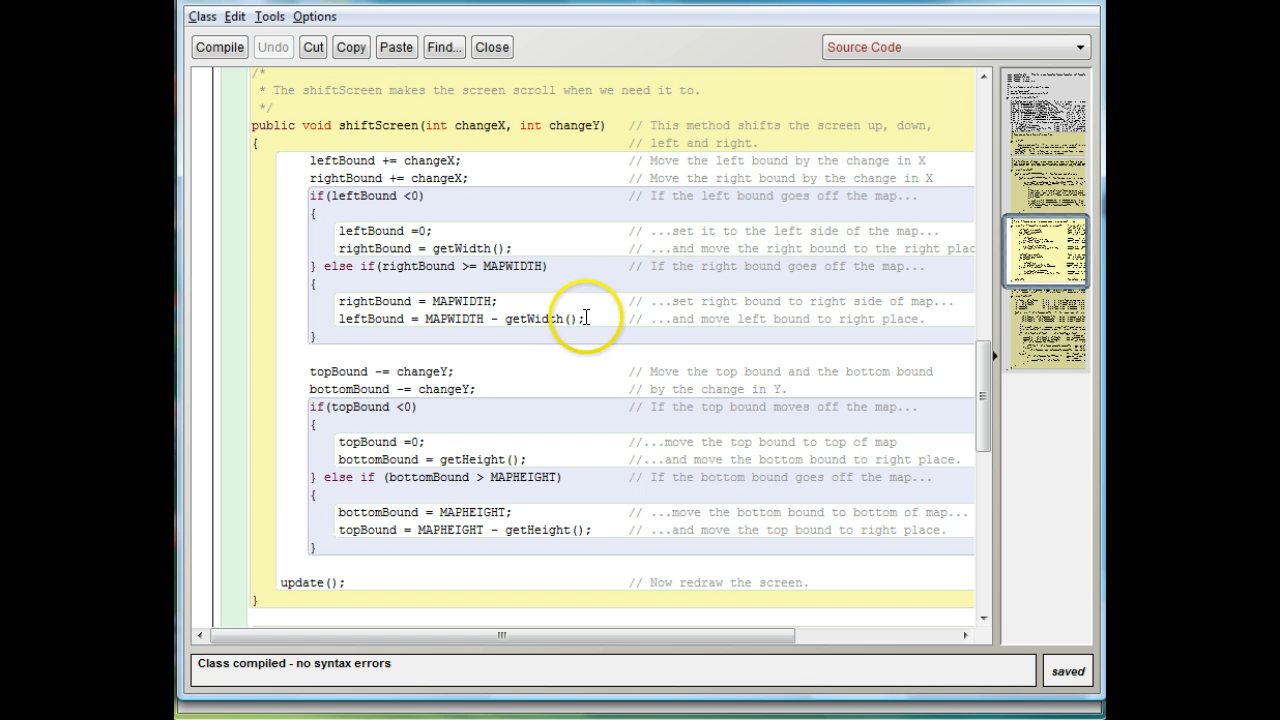 Class Edit Tools Options
Compile Undo Cut Copy Paste Find... Close Source Code
/*
* The shiftScreen makes the screen scroll when we need it to.
*/
public void shiftScreen(int changeX, int changeY) // This method shifts the screen up, down,
{ // left and right.
leftBound += changeX; // Move the left bound by the change in X
rightBound += changeX; // Move the right bound by the change in X
if(leftBound <0) // If the left bound goes off the map...
{
leftBound =0; // ...set it to the left side of the map...
rightBound = getWidth(); // ...and move the right bound to the right plac
} else if(rightBound >= MAPWIDTH) // If the right bound goes off the map...
{
rightBound = MAPWIDTH; // ...set right bound to right side of map...
leftBound = MAPWIDTH - getWidth(); // ...and move left bound to right place.
}
topBound -= changeY; // Move the top bound and the bottom bound
bottomBound -= changeY; // by the change in Y.
if(topBound <0) // If the top bound moves off the map...
{
topBound =0; //...move the top bound to top of map
bottomBound = getHeight(); //...and move the bottom bound to right place.
} else if (bottomBound > MAPHEIGHT) // If the bottom bound goes off the map...
{
bottomBound = MAPHEIGHT; // ...move the bottom bound to bottom of map...
topBound = MAPHEIGHT - getHeight(); // ...and move the top bound to right place.
}
update(); // Now redraw the screen.
}
Class compiled - no syntax errors
saved